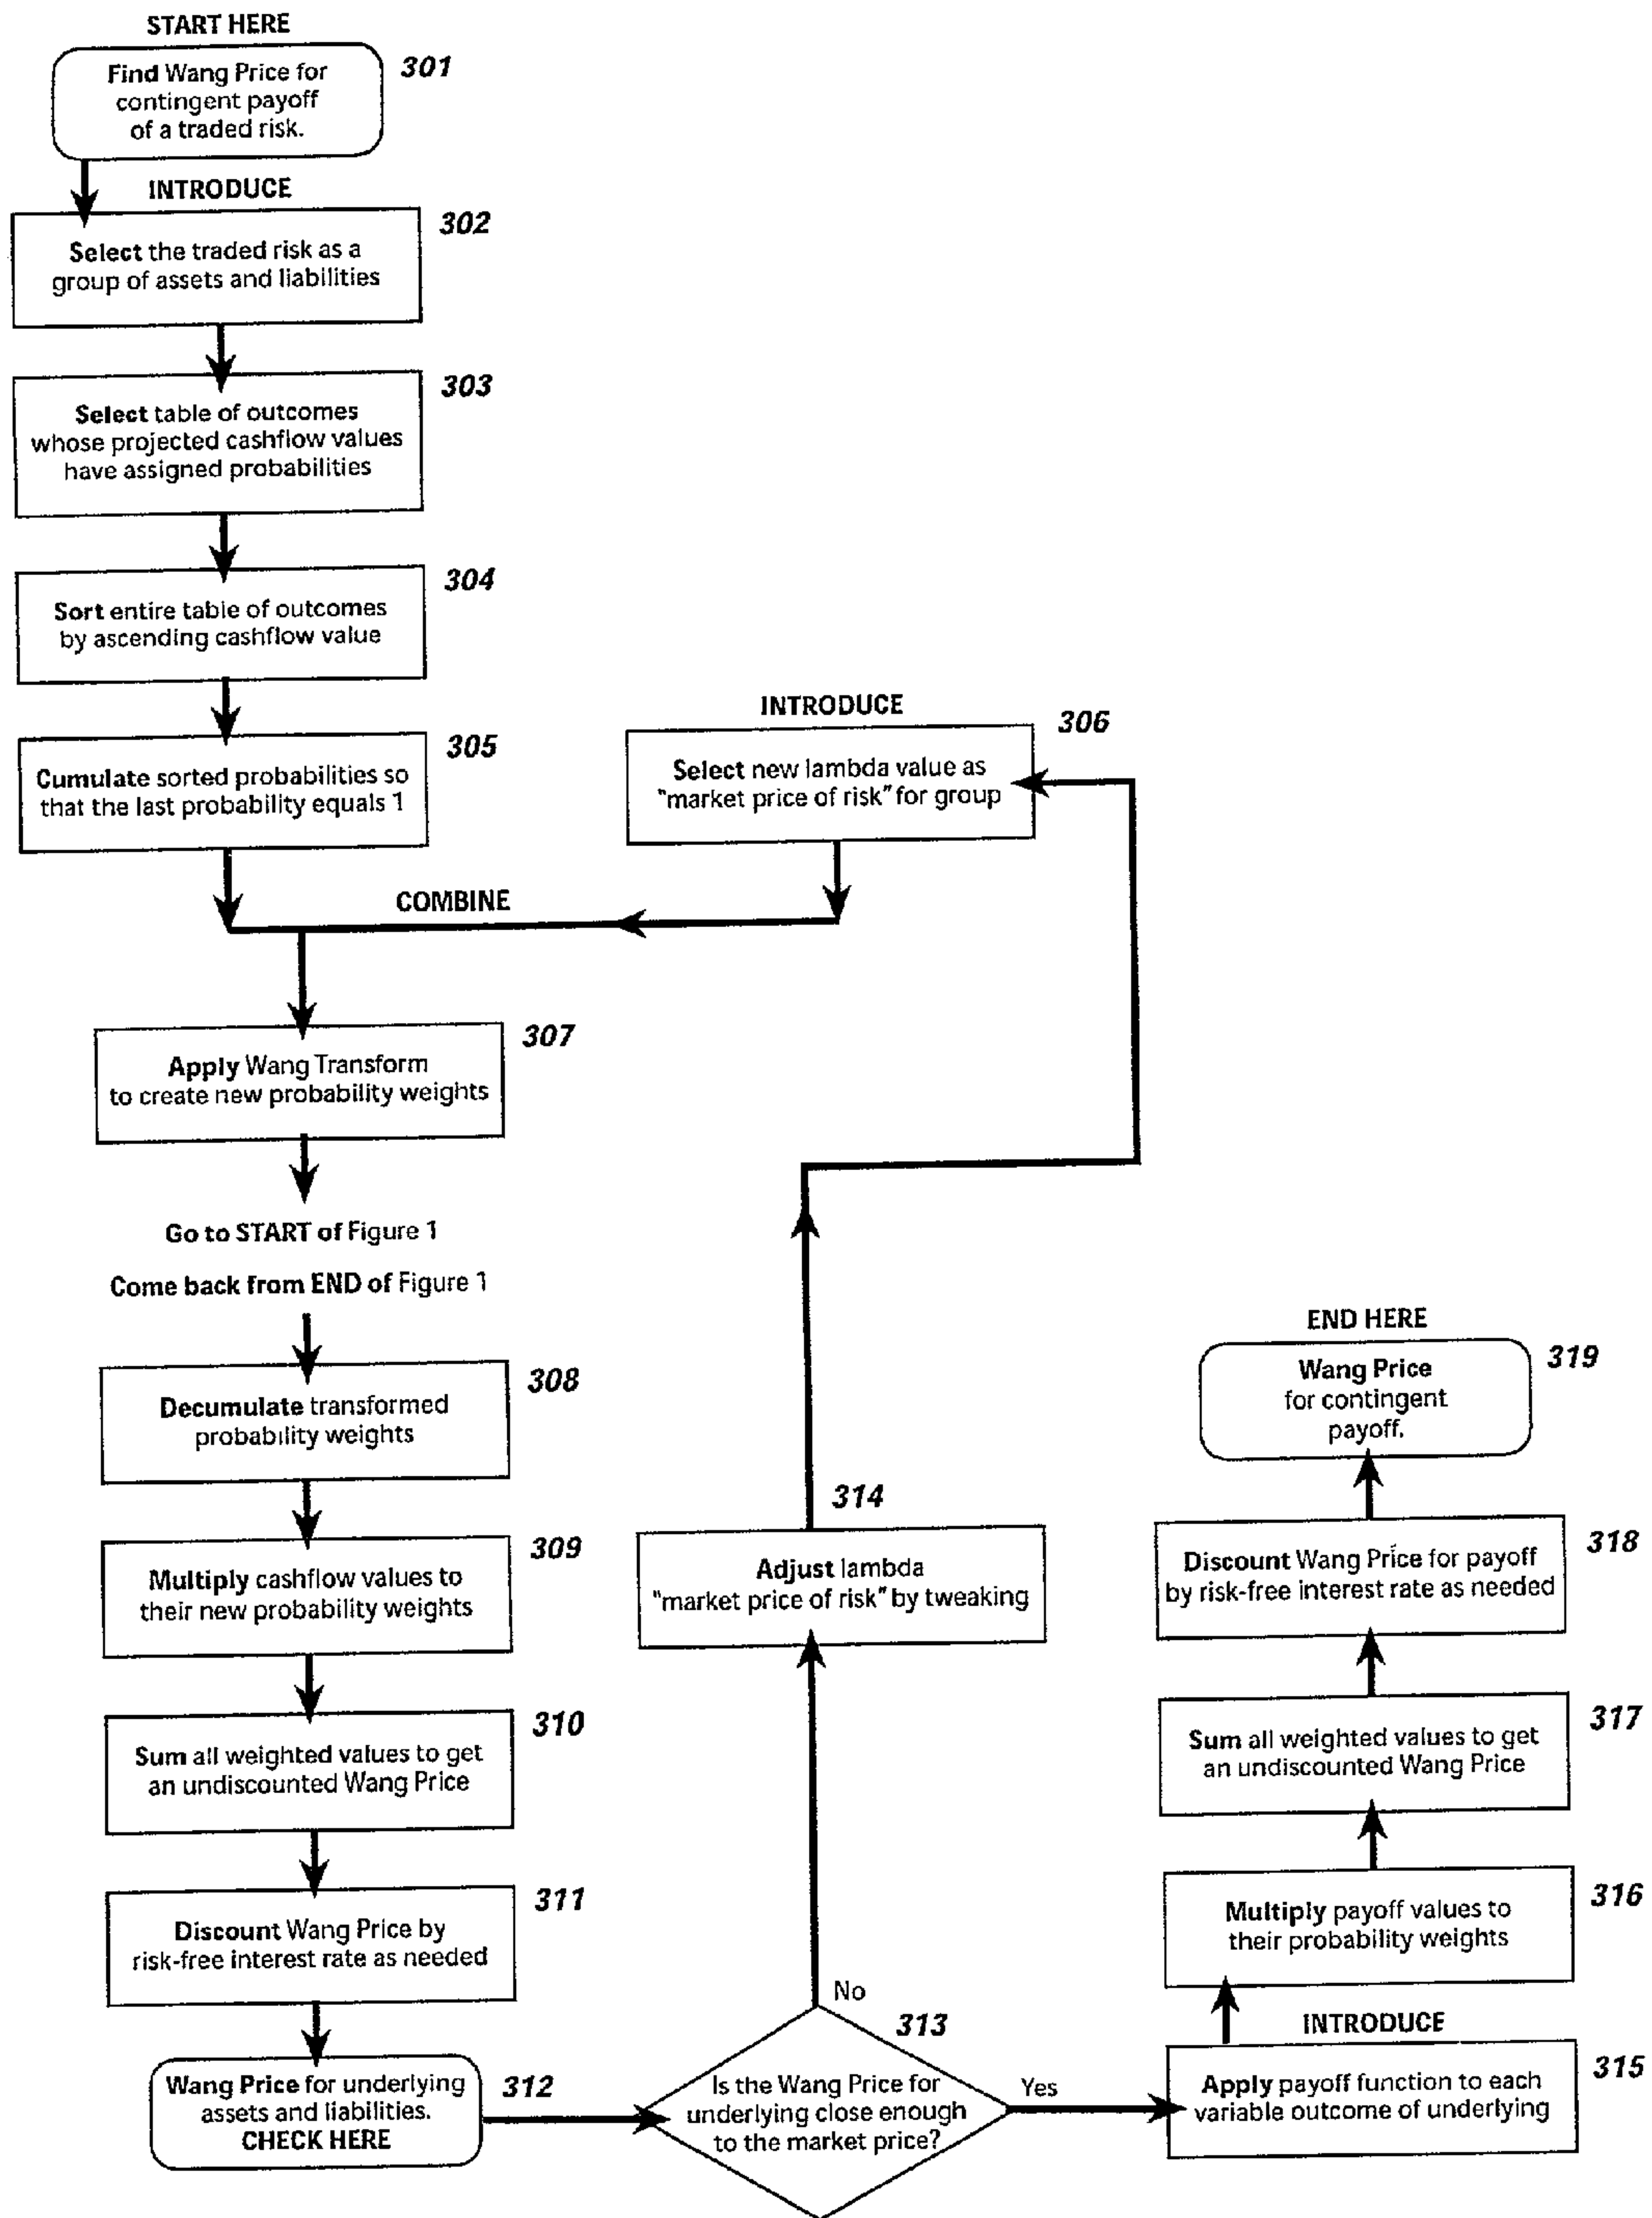 START HERE
Find Wang Price for
contingent payoff
of a traded risk.
301
INTRODUCE
Select the traded risk as a
group of assets and liabilities
302
Select table of outcomes
whose projected cashflow values
have assigned probabilities
303
Sort entire table of outcomes
by ascending cashflow value
304
Cumulate sorted probabilities so
that the last probability equals 1
305
INTRODUCE
Select new lambda value as
"market price of risk" for group
306
COMBINE
Apply Wang Transform
to create new probability weights
307
Go to START of Figure 1
Come back from END of Figure 1
Decumulate transformed
probability weights
308
Multiply cashflow values to
their new probability weights
309
Sum all weighted values to get
an undiscounted Wang Price
310
Discount Wang Price by
risk-free interest rate as needed
311
Wang Price for underlying
assets and liabilities.
CHECK HERE
312
Is the Wang Price for
underlying close enough
to the market price?
313
No
Yes
Adjust lambda
"market price of risk" by tweaking
314
INTRODUCE
Apply payoff function to each
variable outcome of underlying
315
Multiply payoff values to
their probability weights
316
Sum all weighted values to get
an undiscounted Wang Price
317
Discount Wang Price for payoff
by risk-free interest rate as needed
318
END HERE
Wang Price
for contingent
payoff.
319